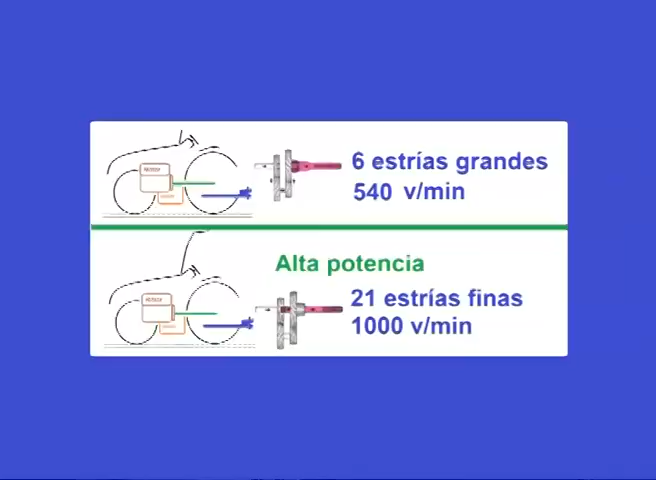 6 estrías grandes
540 v/min
Alta potencia
21 estrías finas
1000 v/min